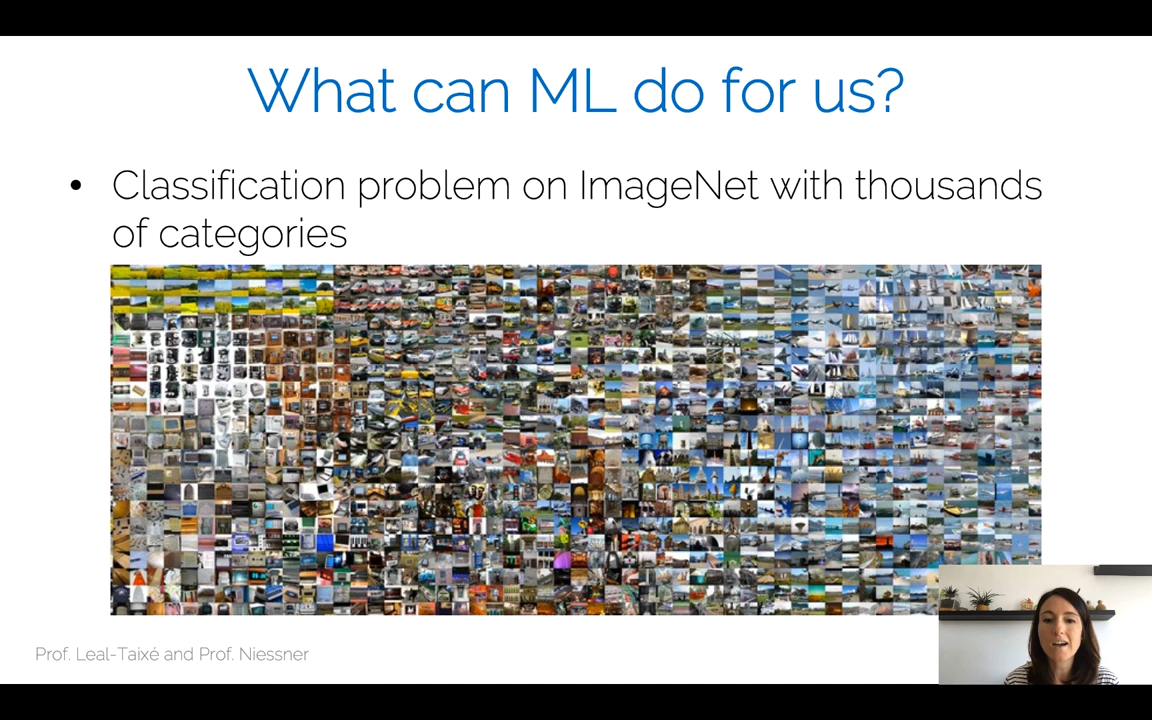 What can ML do for us?
• Classification problem on ImageNet with thousands
of categories
Prof. Leal-Taixé and Prof. Niessner